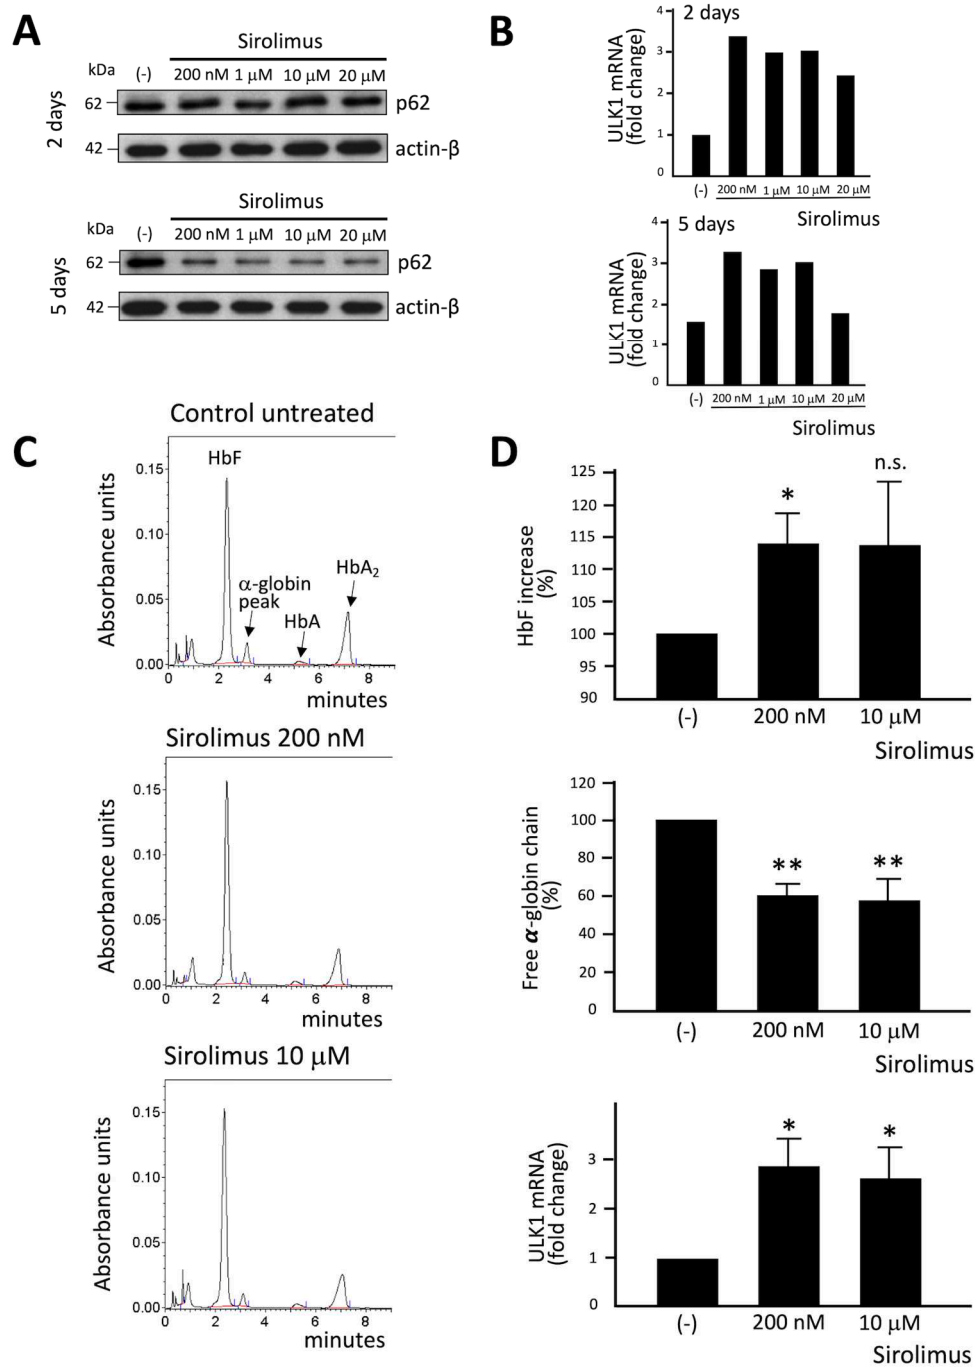 A
Sirolimus
kDa
(-)
200 nM
1 µM
10 µM
20 µM
2 days
62
p62
42
actin-β
Sirolimus
kDa
(-)
200 nM
1 µM
10 µM
20 µM
5 days
62
p62
42
actin-β
B
2 days
ULK1 mRNA
(fold change)
4
3
2
1
0
(-)
200 nM
1 µM
10 µM
20 µM
Sirolimus
5 days
ULK1 mRNA
(fold change)
4
3
2
1
0
(-)
200 nM
1 µM
10 µM
20 µM
Sirolimus
C
Control untreated
Absorbance units
0.15
0.10
0.05
0.00
HbF
α-globin
peak
HbA
HbA2
0 2 4 6 8
minutes
Sirolimus 200 nM
Absorbance units
0.15
0.10
0.05
0.00
0 2 4 6 8
minutes
Sirolimus 10 µM
Absorbance units
0.15
0.10
0.05
0.00
0 2 4 6 8
minutes
D
HbF increase
(%)
125
120
115
110
105
100
95
90
*
n.s.
(-)
200 nM
10 µM
Sirolimus
Free α-globin chain
(%)
120
100
80
60
40
20
0
**
**
(-)
200 nM
10 µM
Sirolimus
ULK1 mRNA
(fold change)
3
2
1
0
*
*
(-)
200 nM
10 µM
Sirolimus